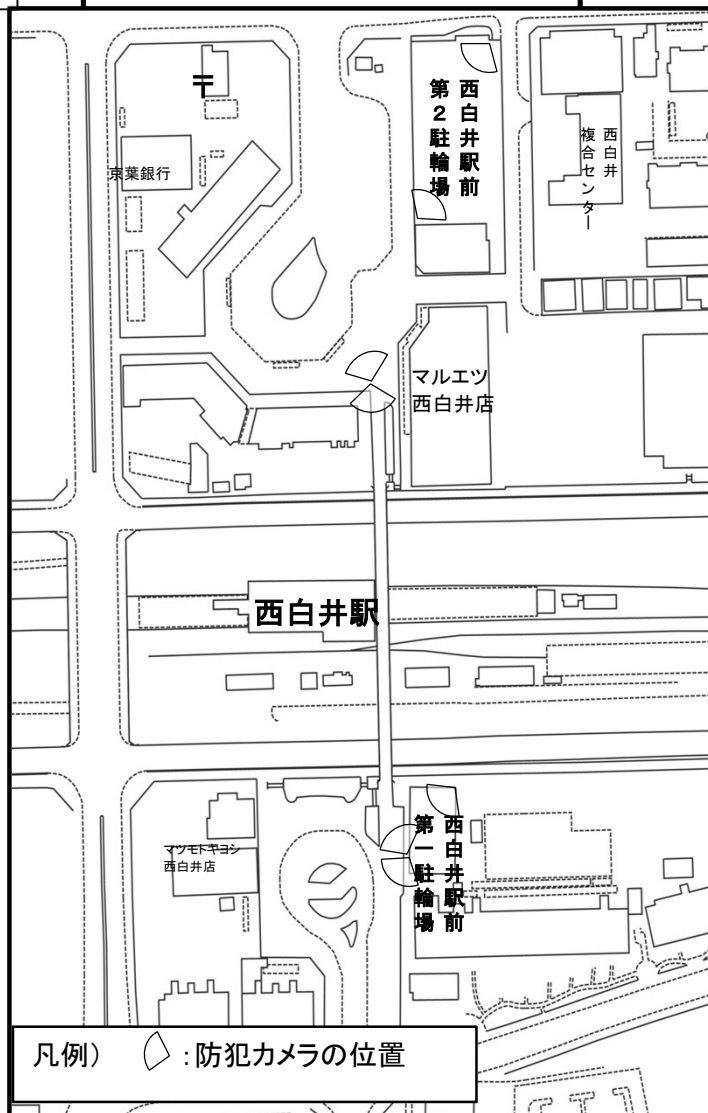 〒
京葉銀行
西白井駅前
第2駐輪場
西白井
複合センター
マルエツ
西白井店
西白井駅
マツモトキヨシ
西白井店
西白井駅前
第一駐輪場
凡例） :防犯カメラの位置